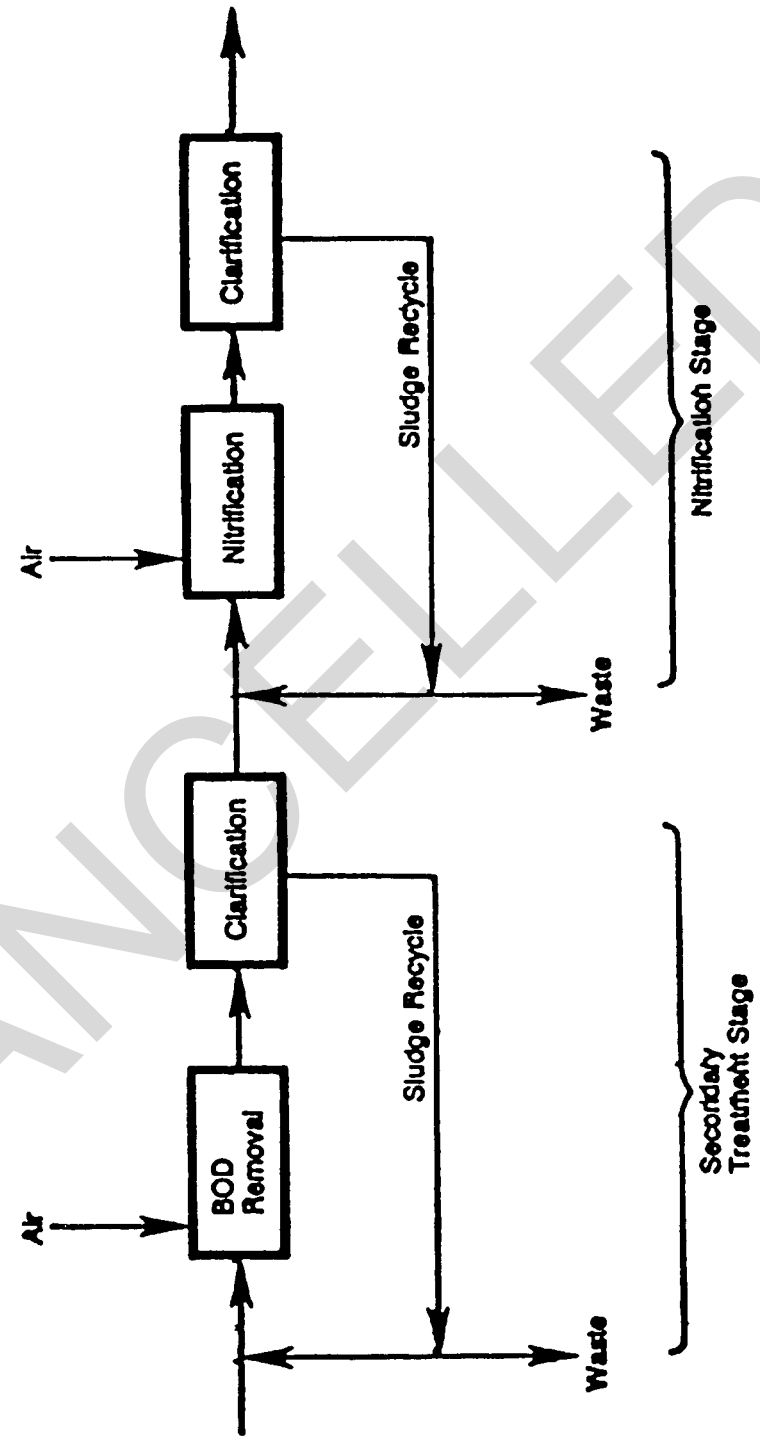 Air
Air
BOD
Removal
Clarification
Nitrification
Clarification
Sludge Recycle
Sludge Recycle
Waste
Waste
Secondary
Treatment Stage
Nitrification Stage
CANCELLED